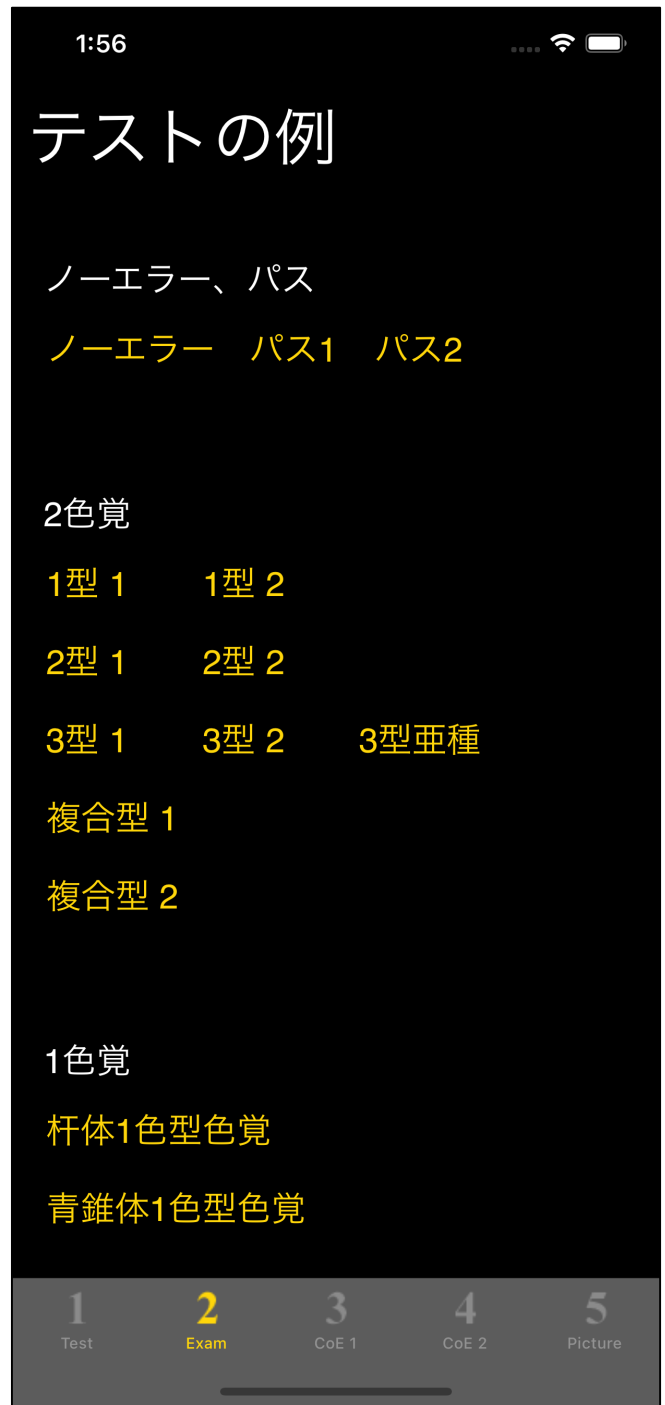 1:56
テストの例
ノーエラー、パス
ノーエラー パス1 パス2
2色覚
1型 1 1型 2
2型 1 2型 2
3型 1 3型 2 3型亜種
複合型 1
複合型 2
1色覚
杆体1色型色覚
青錐体1色型色覚
1 2 3 4 5
Test Exam CoE 1 CoE 2 Picture